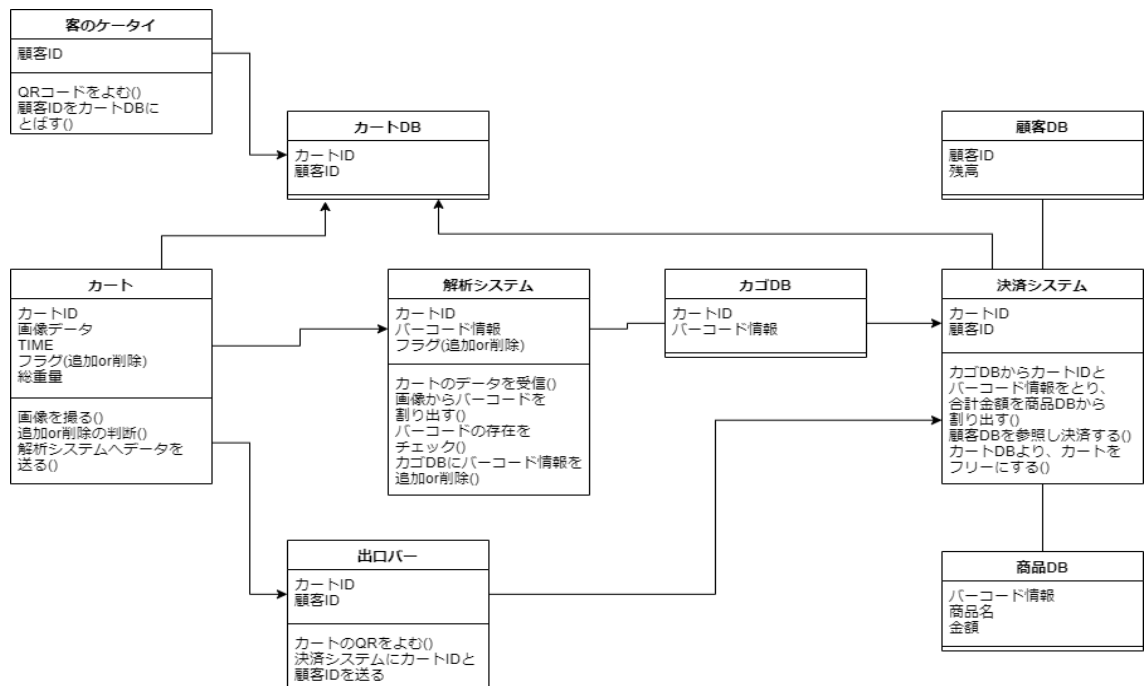 客のケータイ
顧客ID
QRコードをよむ()
顧客IDをカートDBに
とばす()
カートDB
カートID
顧客ID
顧客DB
顧客ID
残高
カート
カートID
画像データ
TIME
フラグ(追加or削除)
総重量
画像を撮る()
追加or削除の判断()
解析システムへデータを
送る()
解析システム
カートID
バーコード情報
フラグ(追加or削除)
カートのデータを受信()
画像からバーコードを
割り出す()
バーコードの存在を
チェック()
カゴDBにバーコード情報を
追加or削除()
カゴDB
カートID
バーコード情報
決済システム
カートID
顧客ID
カゴDBからカートIDと
バーコード情報をとり、
合計金額を商品DBから
割り出す()
顧客DBを参照し決済する()
カートDBより、カートを
フリーにする()
出口バー
カートID
顧客ID
カートのQRをよむ()
決済システムにカートIDと
顧客IDを送る
商品DB
バーコード情報
商品名
金額